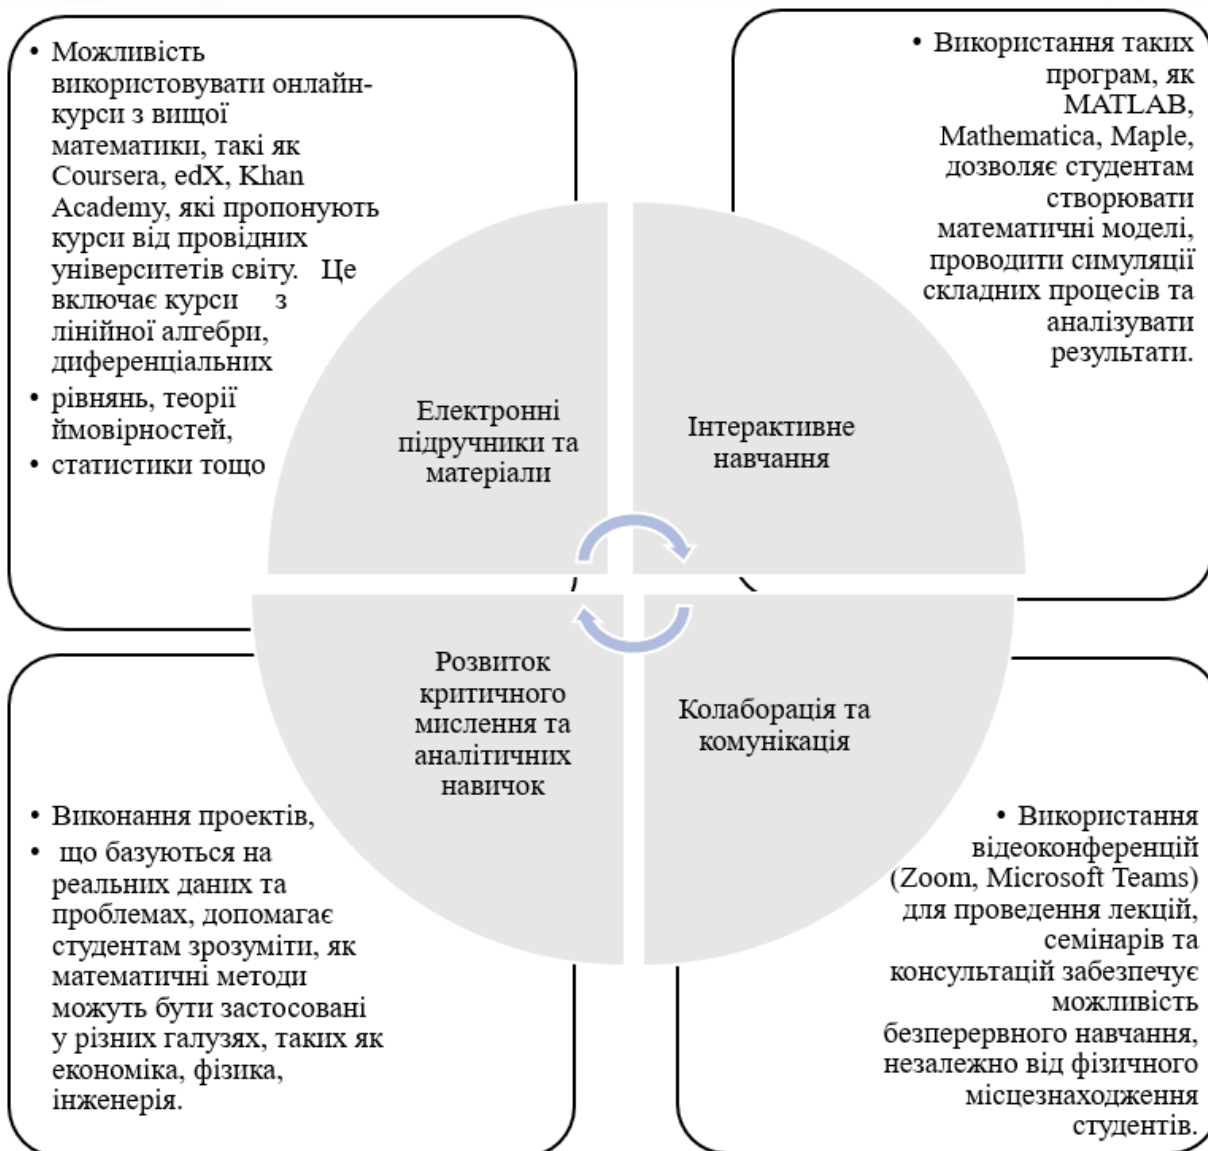 • Можливість
використовувати онлайн-
курси з вищої
математики, такі як
Coursera, edX, Khan
Academy, які пропонують
курси від провідних
університетів світу. Це
включає курси з
лінійної алгебри,
диференціальних
• рівнянь, теорії
ймовірностей,
• статистики тощо
• Використання таких
програм, як
MATLAB,
Mathematica, Maple,
дозволяє студентам
створювати
математичні моделі,
проводити симуляції
складних процесів та
аналізувати
результати.
Електронні
підручники та
матеріали
Інтерактивне
навчання
Розвиток
критичного
мислення та
аналітичних
навичок
Колаборація та
комунікація
• Виконання проектів,
• що базуються на
реальних даних та
проблемах, допомагає
студентам зрозуміти, як
математичні методи
можуть бути застосовані
у різних галузях, таких як
економіка, фізика,
інженерія.
• Використання
відеоконференцій
(Zoom, Microsoft Teams)
для проведення лекцій,
семінарів та
консультацій забезпечує
можливість
безперервного навчання,
незалежно від фізичного
місцезнаходження
студентів.